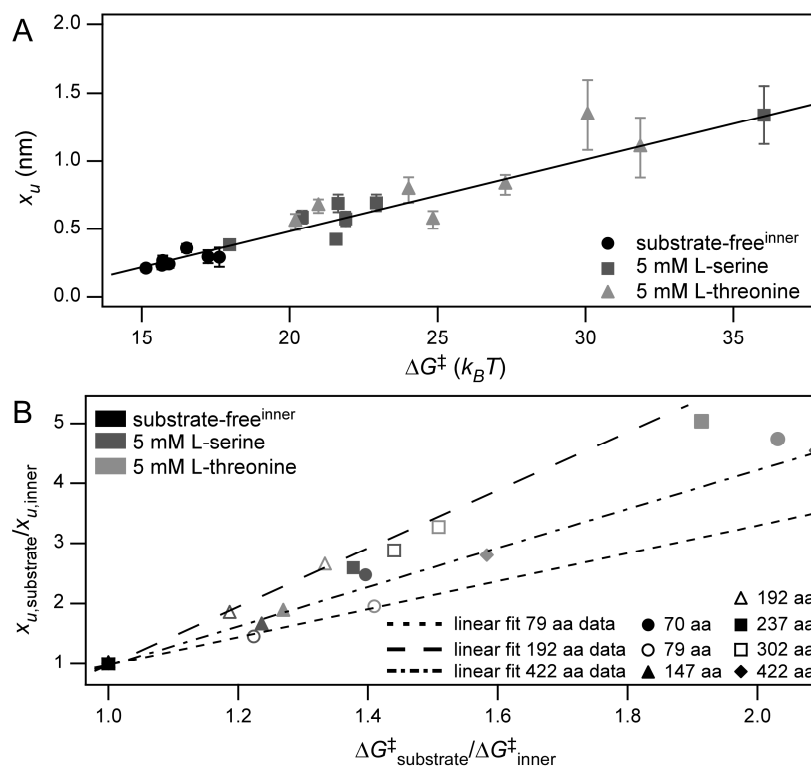 A
2.0
1.5
1.0
0.5
0.0
x_u (nm)
substrate-free^inner
5 mM L-serine
5 mM L-threonine
15 20 25 30 35
ΔG‡ (k_BT)
B
substrate-free^inner
5 mM L-serine
5 mM L-threonine
5
4
3
2
1
x_u,substrate/x_u,inner
192 aa
linear fit 79 aa data 70 aa 237 aa
linear fit 192 aa data 79 aa 302 aa
linear fit 422 aa data 147 aa 422 aa
1.0 1.2 1.4 1.6 1.8 2.0
ΔG‡_substrate/ΔG‡_inner